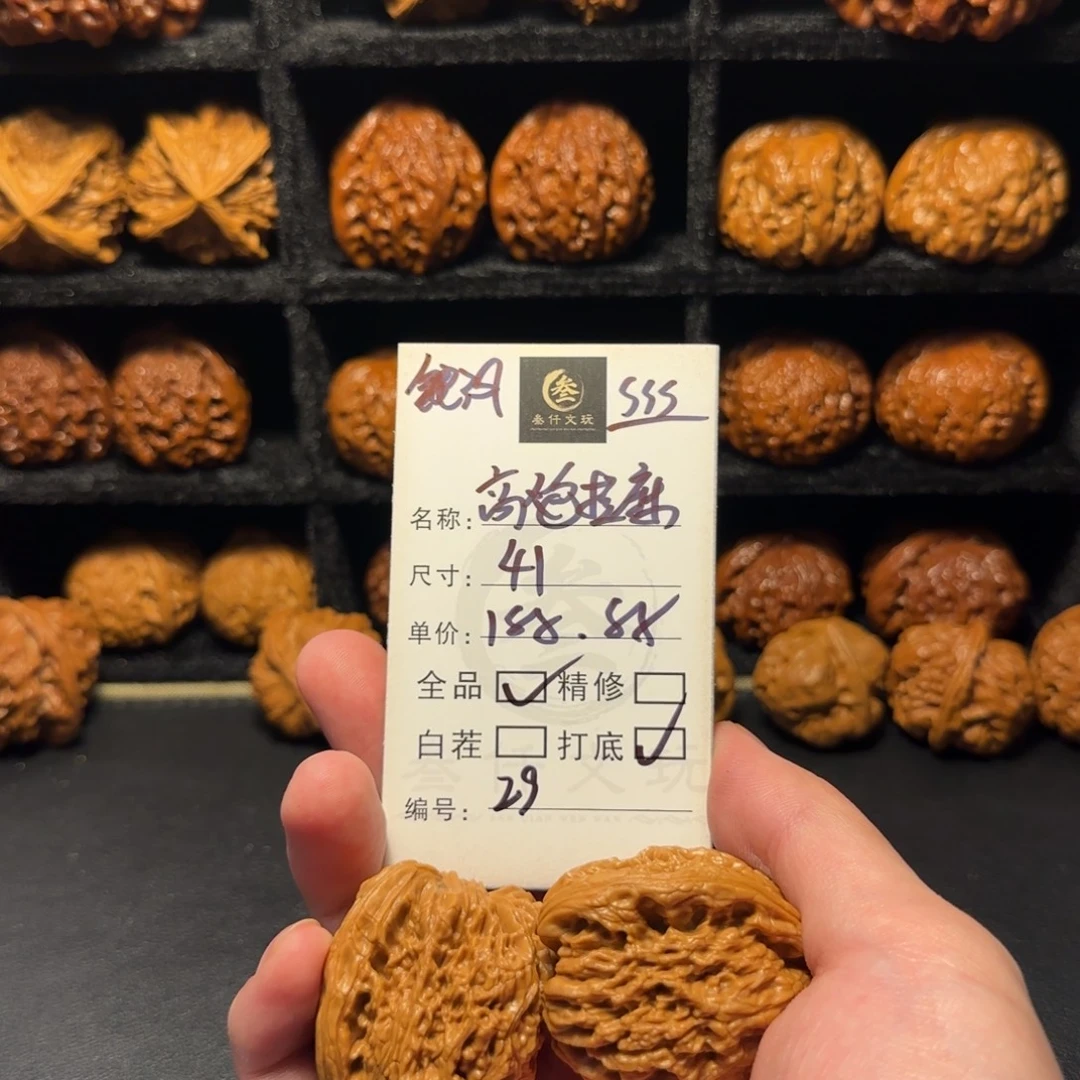 SSS
叁
叁仟文玩
名称:
尺寸: 41
单价: 188.88
全品 ✓ 精修
白茬 打底 ✓
编号: 29